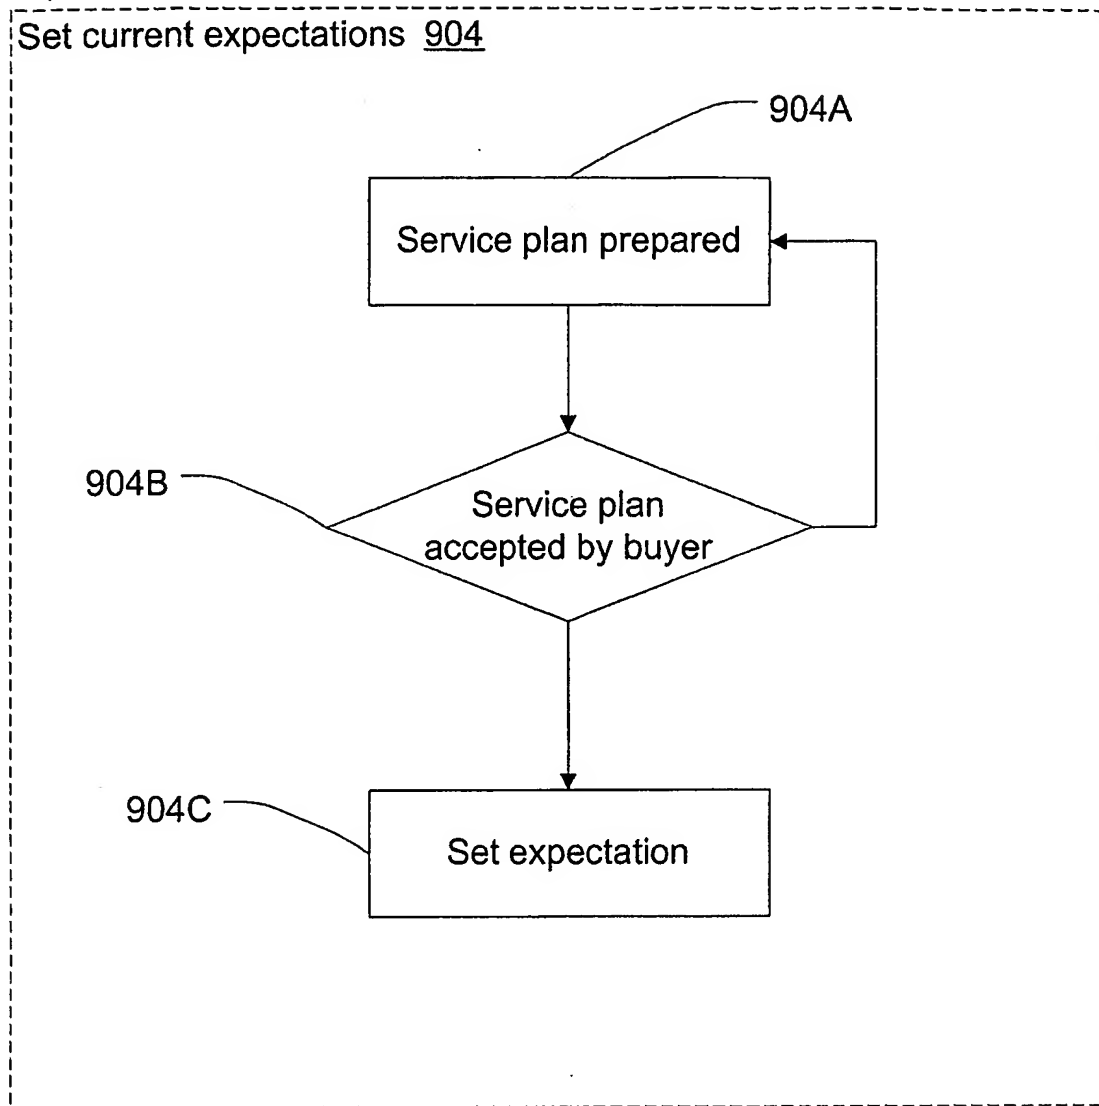 Set current expectations 904
904A
Service plan prepared
904B
Service plan
accepted by buyer
904C
Set expectation